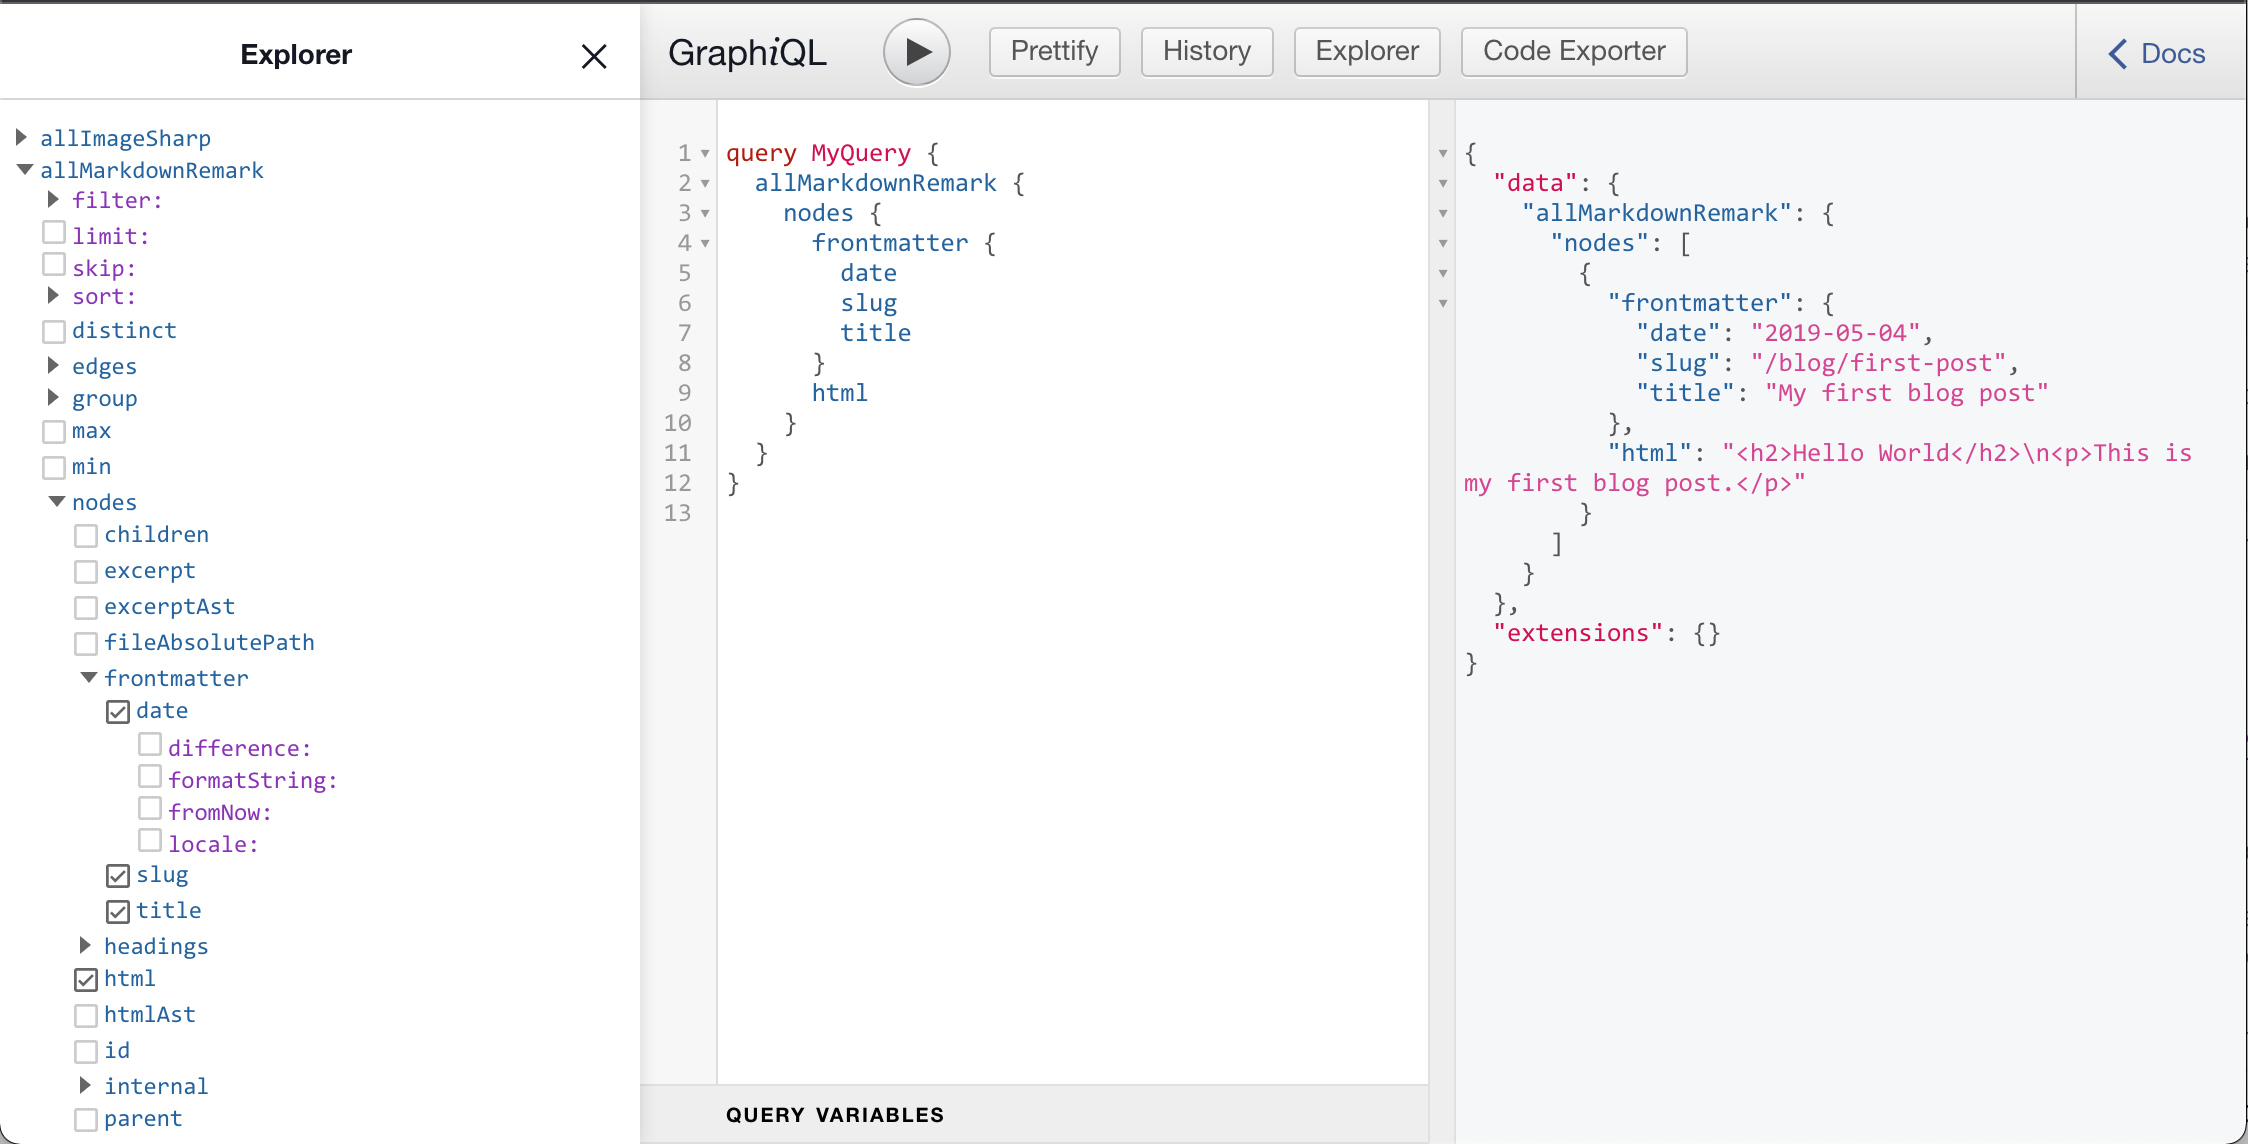 Explorer
GraphiQL
Prettify
History
Explorer
Code Exporter
Docs
allImageSharp
allMarkdownRemark
filter:
limit:
skip:
sort:
distinct
edges
group
max
min
nodes
children
excerpt
excerptAst
fileAbsolutePath
frontmatter
date
difference:
formatString:
fromNow:
locale:
slug
title
headings
html
htmlAst
id
internal
parent
1 query MyQuery {
2   allMarkdownRemark {
3     nodes {
4       frontmatter {
5         date
6         slug
7         title
8       }
9       html
10     }
11   }
12 }
13
QUERY VARIABLES
{
  "data": {
    "allMarkdownRemark": {
      "nodes": [
        {
          "frontmatter": {
            "date": "2019-05-04",
            "slug": "/blog/first-post",
            "title": "My first blog post"
          },
          "html": "<h2>Hello World</h2>\n<p>This is
my first blog post.</p>"
        }
      ]
    }
  },
  "extensions": {}
}